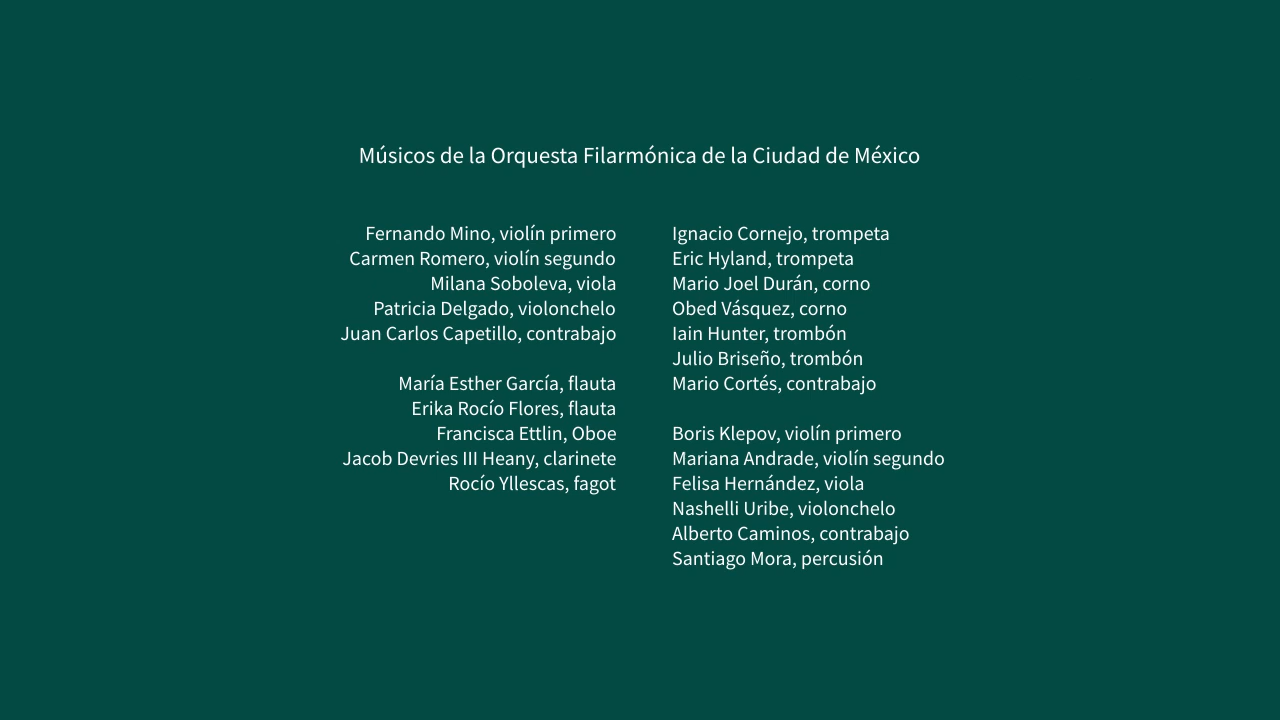 Músicos de la Orquesta Filarmónica de la Ciudad de México
Fernando Mino, violín primero
Carmen Romero, violín segundo
Milana Soboleva, viola
Patricia Delgado, violonchelo
Juan Carlos Capetillo, contrabajo
María Esther García, flauta
Erika Rocío Flores, flauta
Francisca Ettlin, Oboe
Jacob Devries III Heany, clarinete
Rocío Yllescas, fagot
Ignacio Cornejo, trompeta
Eric Hyland, trompeta
Mario Joel Durán, corno
Obed Vásquez, corno
Iain Hunter, trombón
Julio Briseño, trombón
Mario Cortés, contrabajo
Boris Klepov, violín primero
Mariana Andrade, violín segundo
Felisa Hernández, viola
Nashelli Uribe, violonchelo
Alberto Caminos, contrabajo
Santiago Mora, percusión